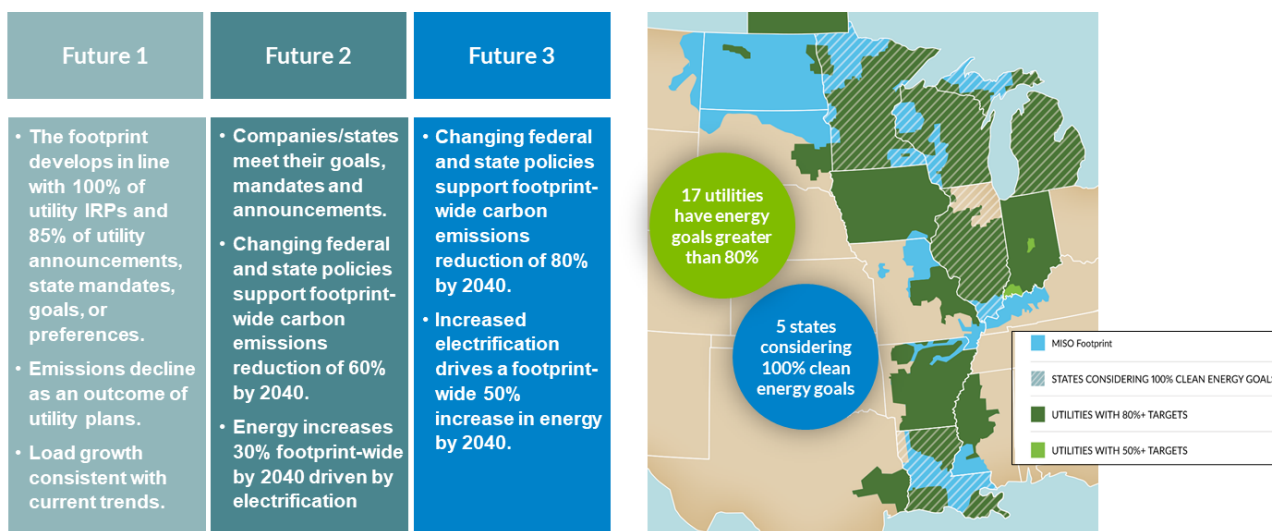 Future 1
• The footprint
develops in line
with 100% of
utility IRPs and
85% of utility
announcements,
state mandates,
goals, or
preferences.
• Emissions decline
as an outcome of
utility plans.
• Load growth
consistent with
current trends.
Future 2
• Companies/states
meet their goals,
mandates and
announcements.
• Changing federal
and state policies
support footprint-
wide carbon
emissions
reduction of 60%
by 2040.
• Energy increases
30% footprint-wide
by 2040 driven by
electrification
Future 3
• Changing federal
and state policies
support footprint-
wide carbon
emissions
reduction of 80%
by 2040.
• Increased
electrification
drives a footprint-
wide 50%
increase in energy
by 2040.
17 utilities
have energy
goals greater
than 80%
5 states
considering
100% clean
energy goals
MISO Footprint
STATES CONSIDERING 100% CLEAN ENERGY GOALS
UTILITIES WITH 80%+ TARGETS
UTILITIES WITH 50%+ TARGETS